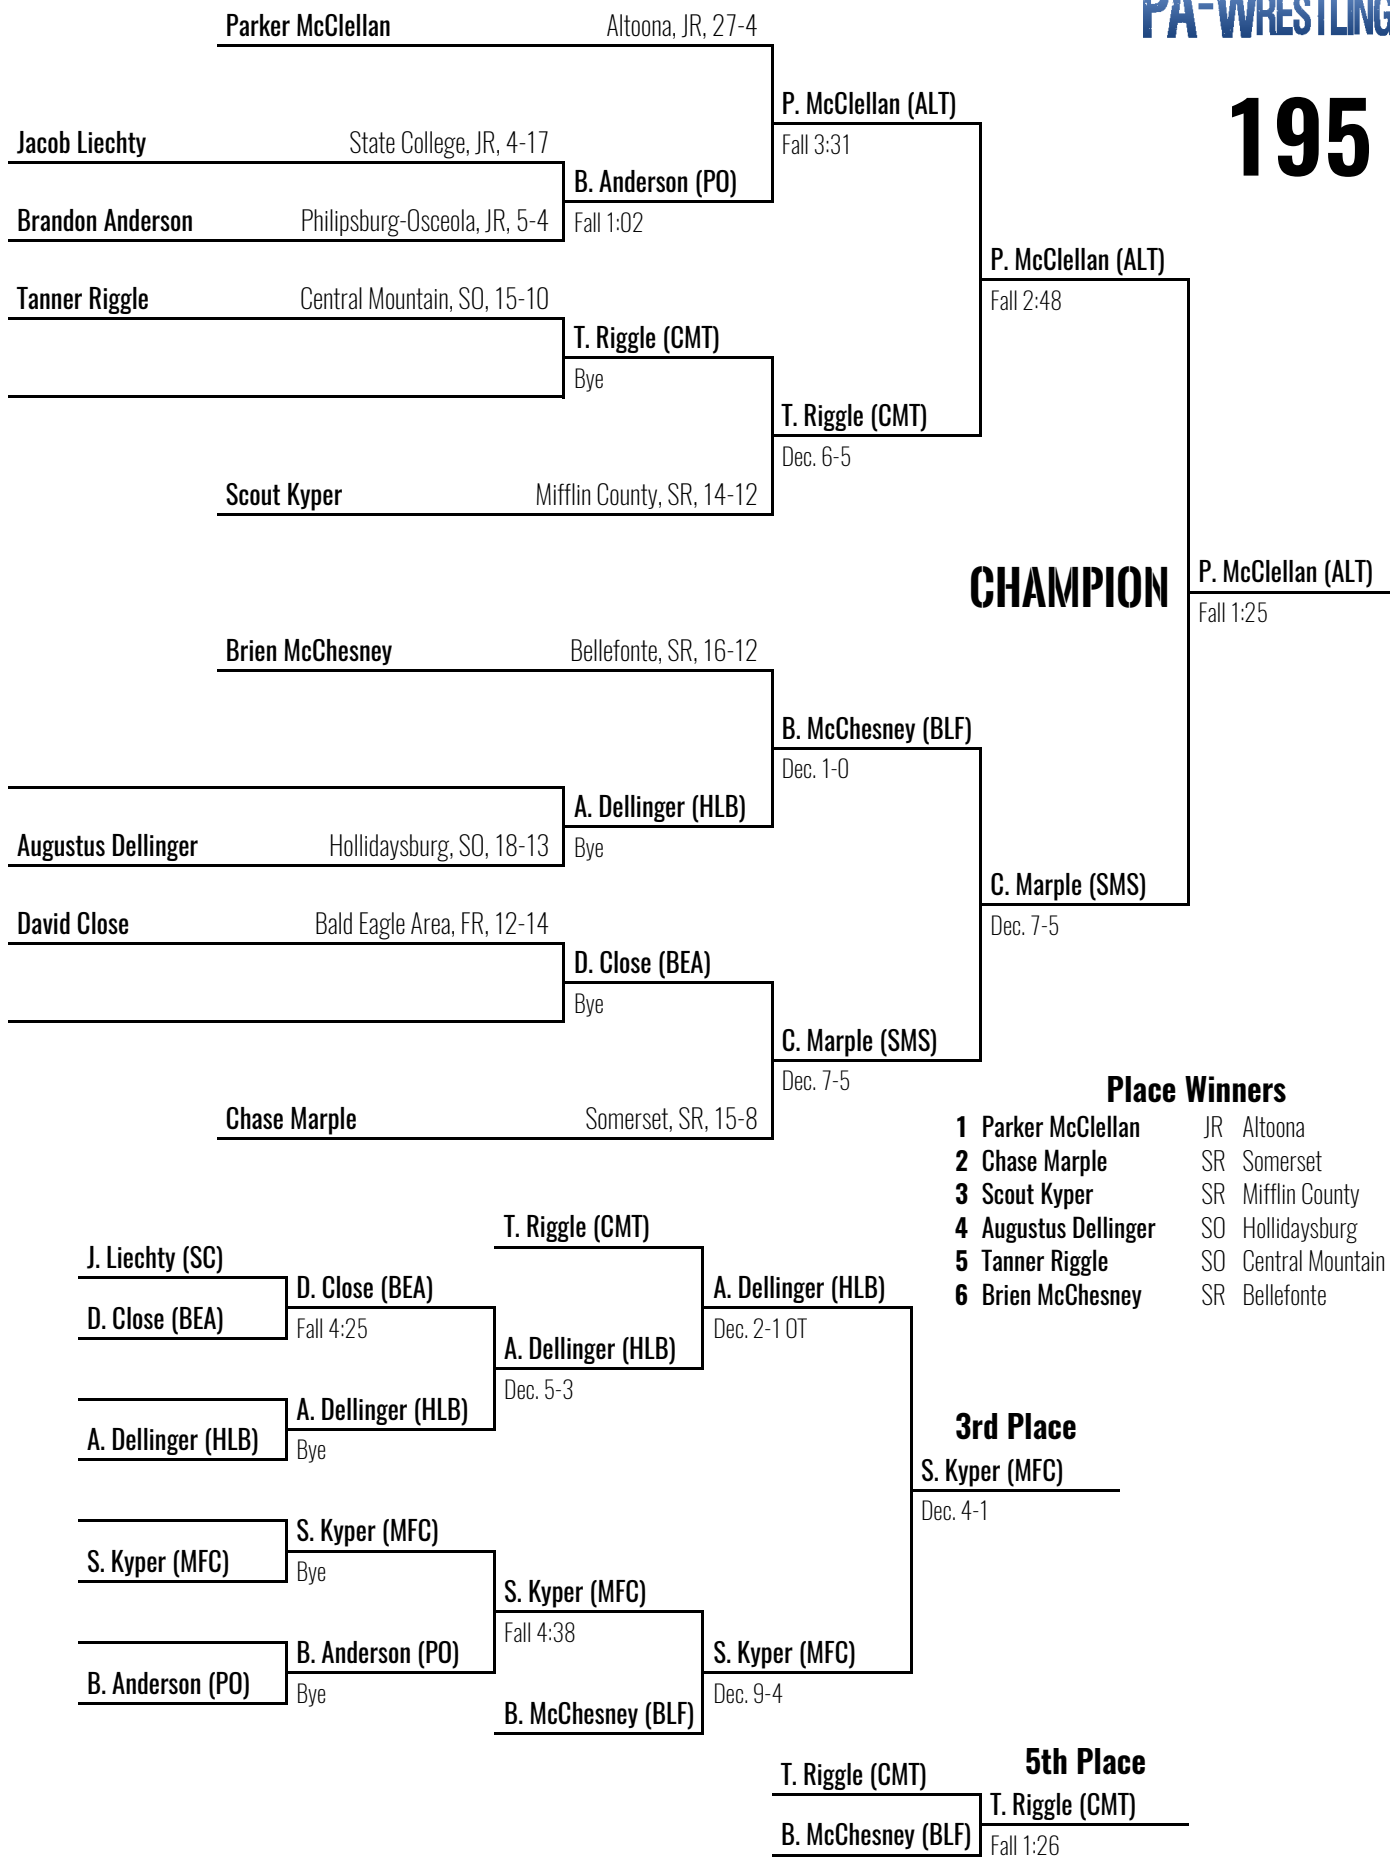 PA-WRESTLING
195
Parker McClellan Altoona, JR, 27-4
P. McClellan (ALT)
Fall 3:31
Jacob Liechty State College, JR, 4-17
B. Anderson (PO)
Fall 1:02
Brandon Anderson Philipsburg-Osceola, JR, 5-4
P. McClellan (ALT)
Fall 2:48
Tanner Riggle Central Mountain, SO, 15-10
T. Riggle (CMT)
Bye
T. Riggle (CMT)
Dec. 6-5
Scout Kyper Mifflin County, SR, 14-12
CHAMPION
P. McClellan (ALT)
Fall 1:25
Brien McChesney Bellefonte, SR, 16-12
B. McChesney (BLF)
Dec. 1-0
A. Dellinger (HLB)
Bye
Augustus Dellinger Hollidaysburg, SO, 18-13
C. Marple (SMS)
Dec. 7-5
David Close Bald Eagle Area, FR, 12-14
D. Close (BEA)
Bye
C. Marple (SMS)
Dec. 7-5
Chase Marple Somerset, SR, 15-8
Place Winners
1 Parker McClellan JR Altoona
2 Chase Marple SR Somerset
3 Scout Kyper SR Mifflin County
4 Augustus Dellinger SO Hollidaysburg
5 Tanner Riggle SO Central Mountain
6 Brien McChesney SR Bellefonte
T. Riggle (CMT)
J. Liechty (SC)
D. Close (BEA)
Fall 4:25
D. Close (BEA)
A. Dellinger (HLB)
Dec. 2-1 OT
A. Dellinger (HLB)
Dec. 5-3
A. Dellinger (HLB)
Bye
A. Dellinger (HLB)
3rd Place
S. Kyper (MFC)
Dec. 4-1
S. Kyper (MFC)
Bye
S. Kyper (MFC)
S. Kyper (MFC)
Fall 4:38
B. Anderson (PO)
Bye
B. Anderson (PO)
S. Kyper (MFC)
Dec. 9-4
B. McChesney (BLF)
5th Place
T. Riggle (CMT)
T. Riggle (CMT)
Fall 1:26
B. McChesney (BLF)